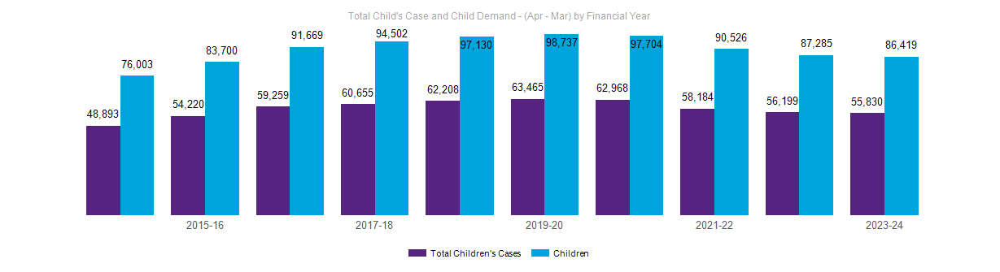 Total Child's Case and Child Demand - (Apr - Mar) by Financial Year
48,893 76,003 54,220 83,700 59,259 91,669 60,655 94,502 62,208 97,130 63,465 98,737 62,968 97,704 58,184 90,526 56,199 87,285 55,830 86,419
2015-16 2017-18 2019-20 2021-22 2023-24
Total Children's Cases Children